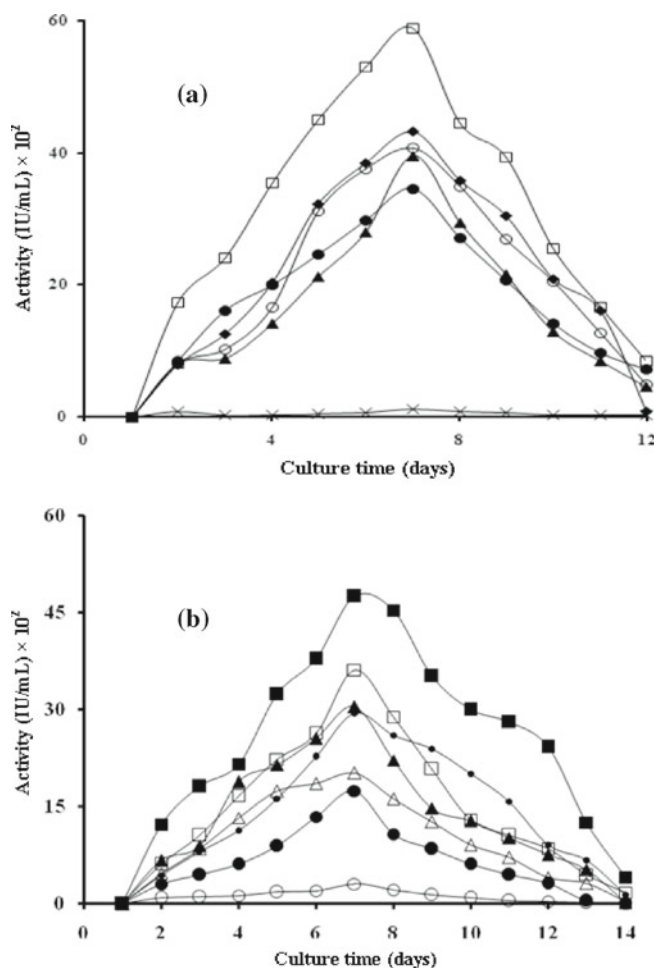 60
(a)
40
20
0
Activity (IU/mL) × 10²
0 4 8 12
Culture time (days)
60
(b)
45
30
15
0
Activity (IU/mL) × 10²
0 2 4 6 8 10 12 14
Culture time (days)